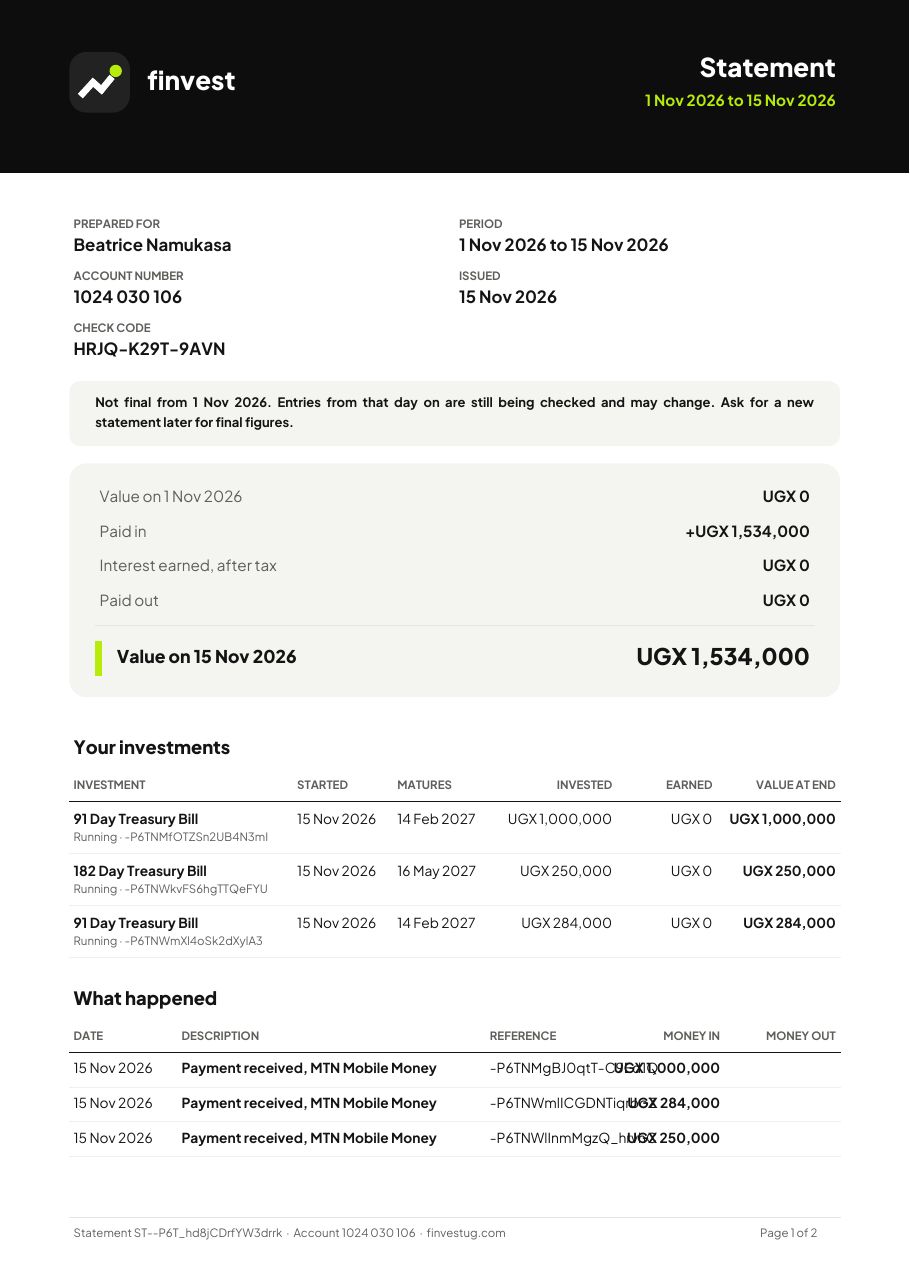 finvest
Statement
1 Nov 2026 to 15 Nov 2026
PREPARED FOR
Beatrice Namukasa
PERIOD
1 Nov 2026 to 15 Nov 2026
ACCOUNT NUMBER
1024 030 106
ISSUED
15 Nov 2026
CHECK CODE
HRJQ-K29T-9AVN
Not final from 1 Nov 2026. Entries from that day on are still being checked and may change. Ask for a new
statement later for final figures.
Value on 1 Nov 2026 UGX 0
Paid in +UGX 1,534,000
Interest earned, after tax UGX 0
Paid out UGX 0
Value on 15 Nov 2026 UGX 1,534,000
Your investments
INVESTMENT STARTED MATURES INVESTED EARNED VALUE AT END
91 Day Treasury Bill 15 Nov 2026 14 Feb 2027 UGX 1,000,000 UGX 0 UGX 1,000,000
Running ·
182 Day Treasury Bill 15 Nov 2026 16 May 2027 UGX 250,000 UGX 0 UGX 250,000
Running · -P6TNWkvFS6hgTTQeFYU
91 Day Treasury Bill 15 Nov 2026 14 Feb 2027 UGX 284,000 UGX 0 UGX 284,000
Running ·
What happened
DATE DESCRIPTION REFERENCE MONEY IN MONEY OUT
15 Nov 2026 Payment received, MTN Mobile Money UGX 1,000,000
15 Nov 2026 Payment received, MTN Mobile Money UGX 284,000
15 Nov 2026 Payment received, MTN Mobile Money UGX 250,000
Statement ST--P6T_hd8jCDrfYW3drrk · Account 1024 030 106 · finvestug.com
Page 1 of 2